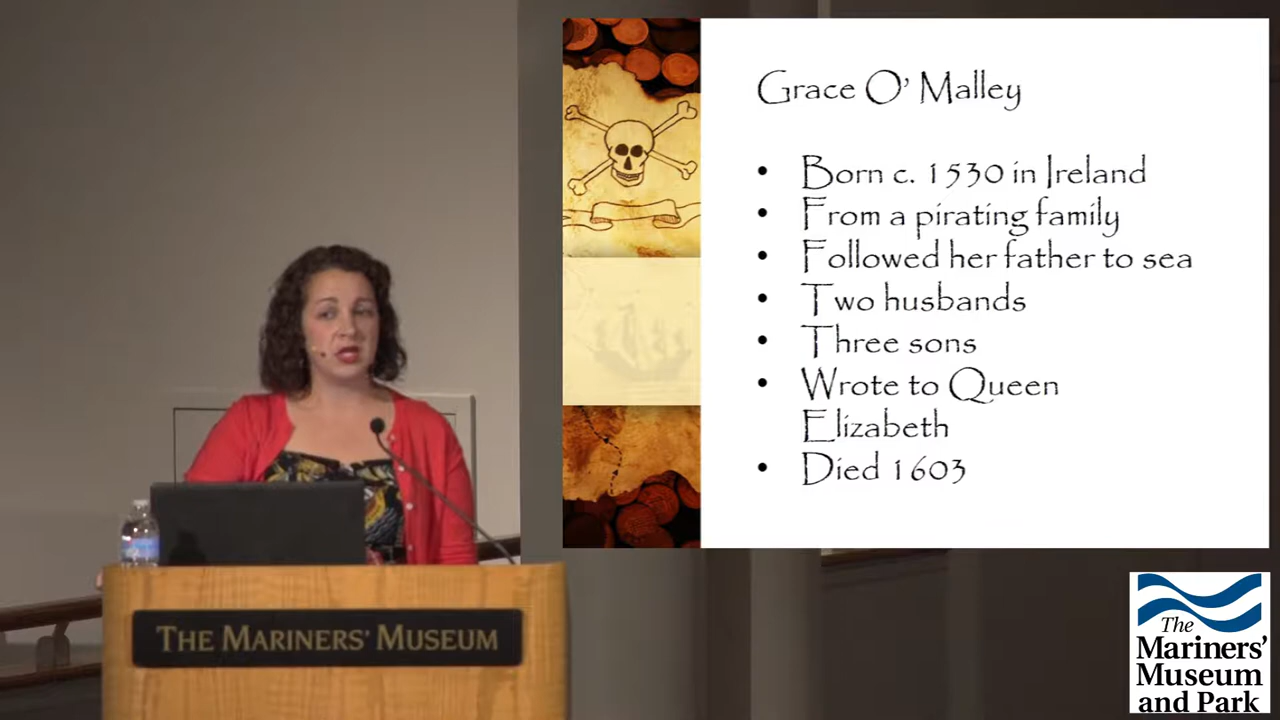 Grace O' Malley
• Born c. 1530 in Ireland
• From a pirating family
• Followed her father to sea
• Two husbands
• Three sons
• Wrote to Queen
Elizabeth
• Died 1603
THE MARINERS' MUSEUM
The
Mariners'
Museum
and Park